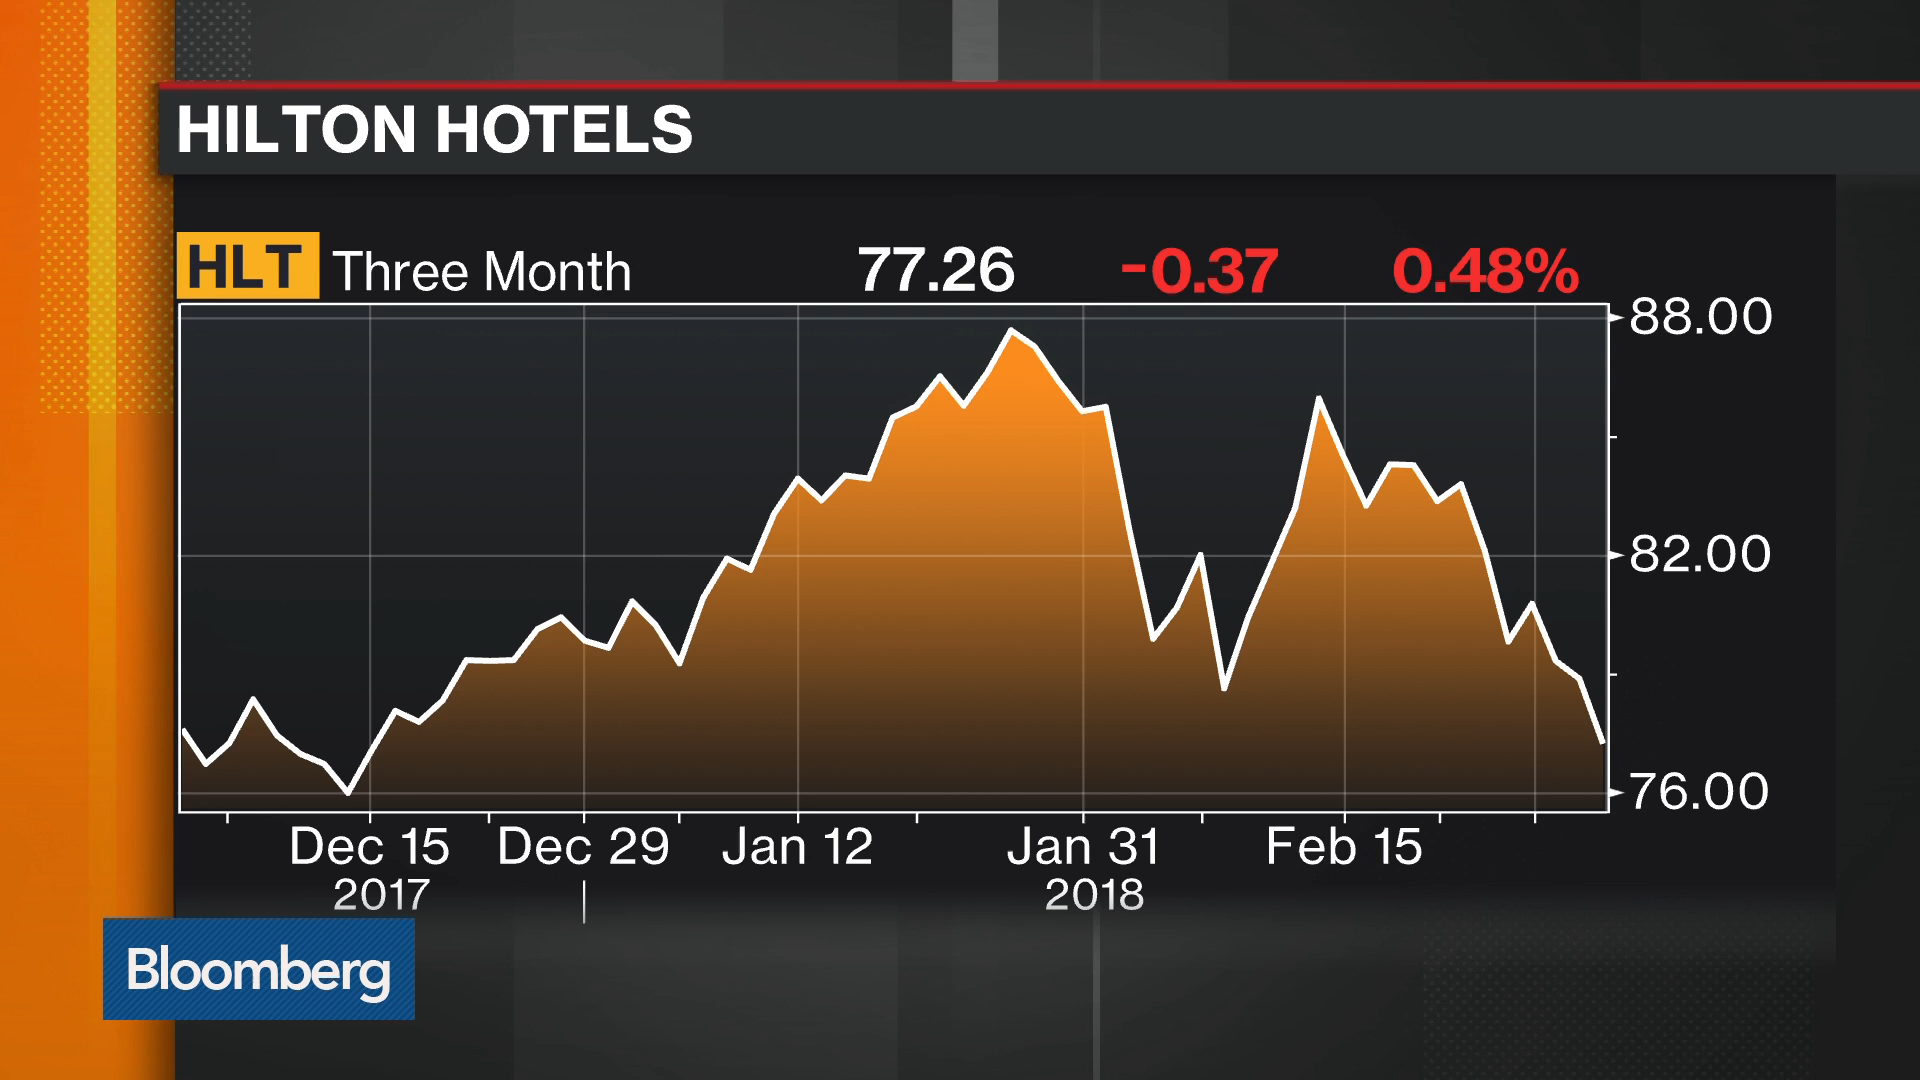 HILTON HOTELS
HLT Three Month 77.26 -0.37 0.48%
88.00
82.00
76.00
Dec 15 Dec 29 Jan 12 Jan 31 Feb 15
2017 2018
Bloomberg